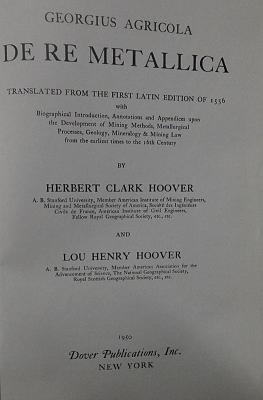 GEORGIUS AGRICOLA
DE RE METALLICA
TRANSLATED FROM THE FIRST LATIN EDITION OF 1556
with
Biographical Introduction, Annotations and Appendices upon
the Development of Mining Methods, Metallurgical
Processes, Geology, Mineralogy & Mining Law
from the earliest times to the 16th Century
BY
HERBERT CLARK HOOVER
A. B. Stanford University, Member American Institute of Mining Engineers,
Mining and Metallurgical Society of America, Société des Ingénieurs
Civils de France, American Institute of Civil Engineers,
Fellow Royal Geographical Society, etc., etc.
AND
LOU HENRY HOOVER
A. B. Stanford University, Member American Association for the
Advancement of Science, The National Geographical Society,
Royal Scottish Geographical Society, etc., etc.
1950
Dover Publications, Inc.
NEW YORK